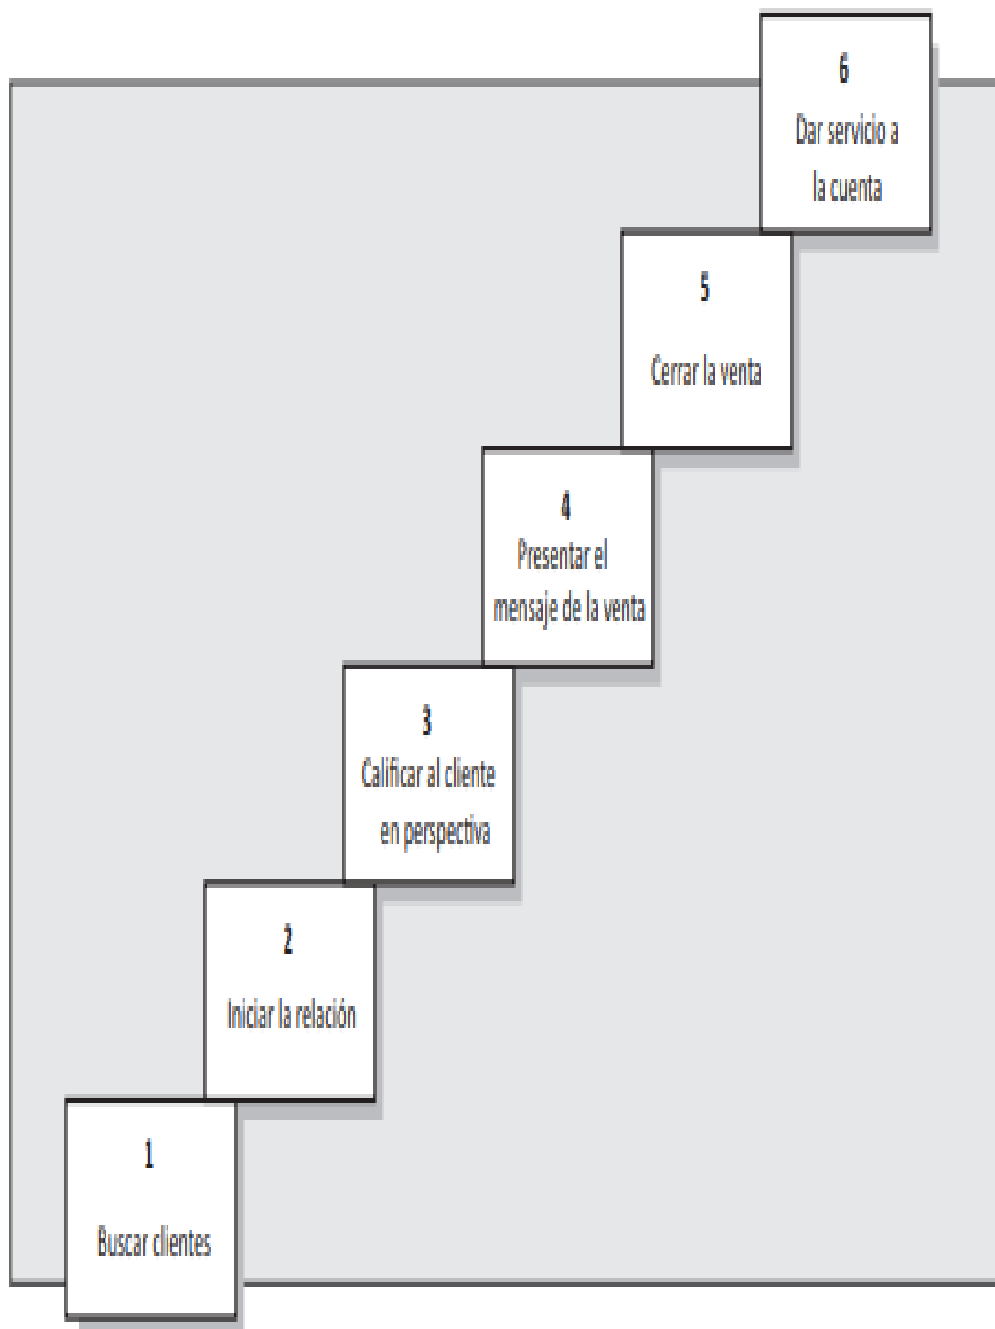 6
Dar servicio a
la cuenta
5
Cerrar la venta
4
Presentar el
mensaje de la venta
3
Calificar al cliente
en perspectiva
2
Iniciar la relación
1
Buscar clientes